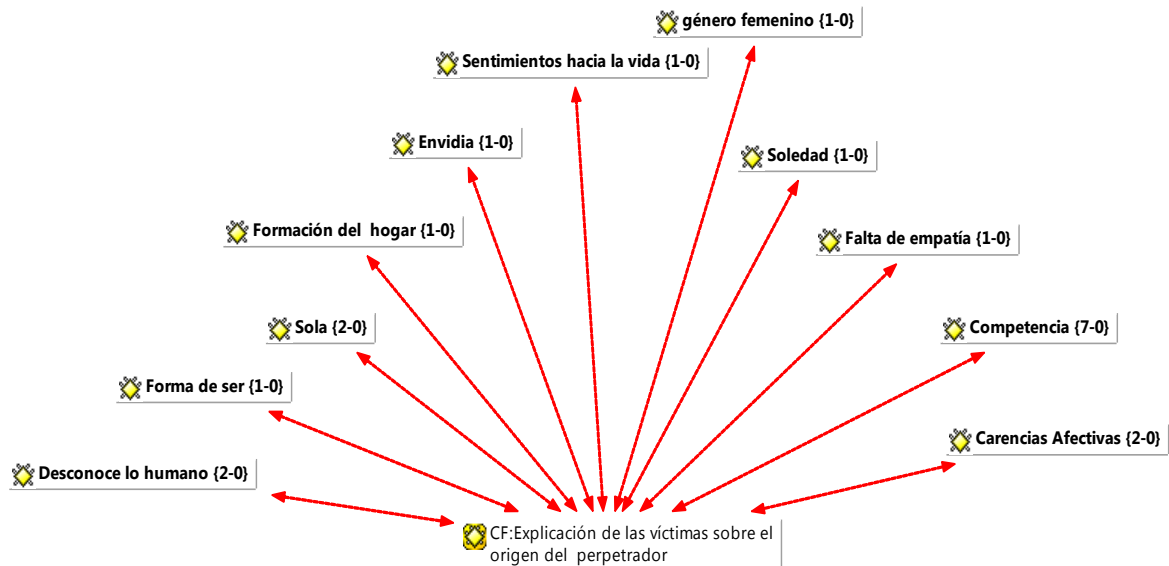 género femenino {1-0}
Sentimientos hacia la vida {1-0}
Envidia {1-0}
Soledad {1-0}
Formación del  hogar {1-0}
Falta de empatía {1-0}
Sola {2-0}
Competencia {7-0}
Forma de ser {1-0}
Carencias Afectivas {2-0}
Desconoce lo humano {2-0}
CF:Explicación de las víctimas sobre el
origen del  perpetrador